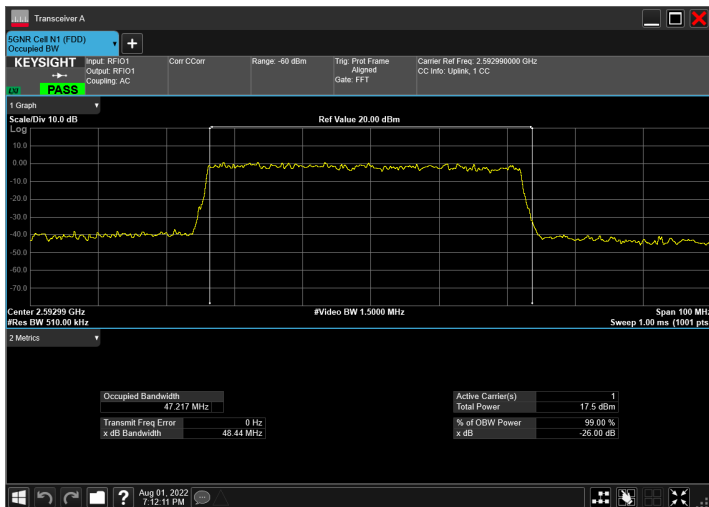 Transceiver A
5GNR Cell N1 (FDD)
Occupied BW
KEYSIGHT
PASS
Input: RFIO1
Output: RFIO1
Coupling: AC
Corr CCorr
Range: -60 dBm
Trig: Prot Frame
Aligned
Gate: FFT
Carrier Ref Freq: 2.592990000 GHz
CC Info: Uplink, 1 CC
1 Graph
Scale/Div 10.0 dB
Ref Value 20.00 dBm
Log
10.0
0.00
-10.0
-20.0
-30.0
-40.0
-50.0
-60.0
-70.0
Center 2.59299 GHz
#Video BW 1.5000 MHz
Span 100 MHz
#Res BW 510.00 kHz
Sweep 1.00 ms (1001 pts
2 Metrics
Occupied Bandwidth
47.217 MHz
Transmit Freq Error 0 Hz
x dB Bandwidth 48.44 MHz
Active Carrier(s) 1
Total Power 17.5 dBm
% of OBW Power 99.00 %
x dB -26.00 dB
?
Aug 01, 2022
7:12:11 PM